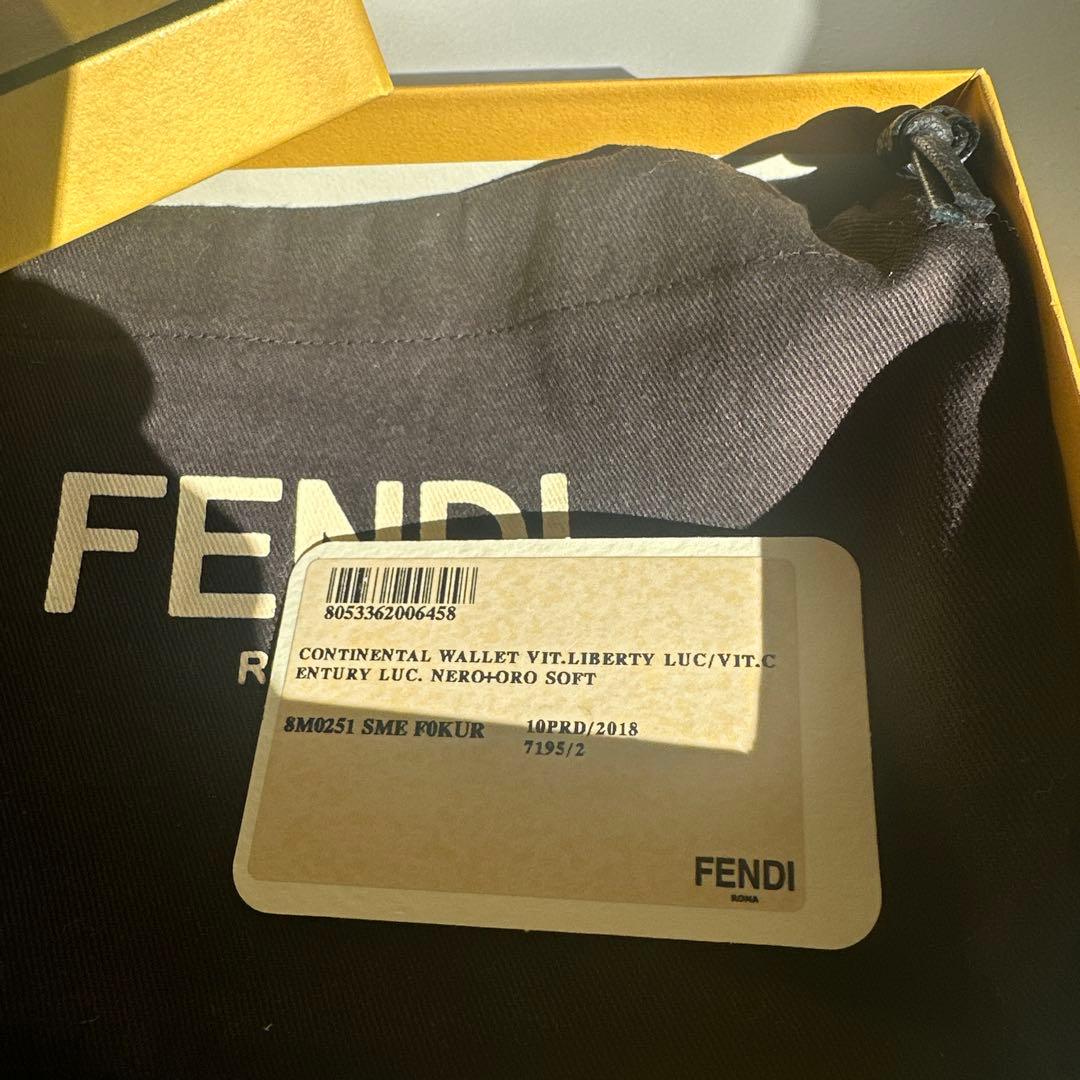 FENDI
R
8053362006458
CONTINENTAL WALLET VIT.LIBERTY LUC/VIT.C
ENTURY LUC. NERO+ORO SOFT
8M0251 SME F0KUR 10PRD/2018
7195/2
FENDI
ROMA